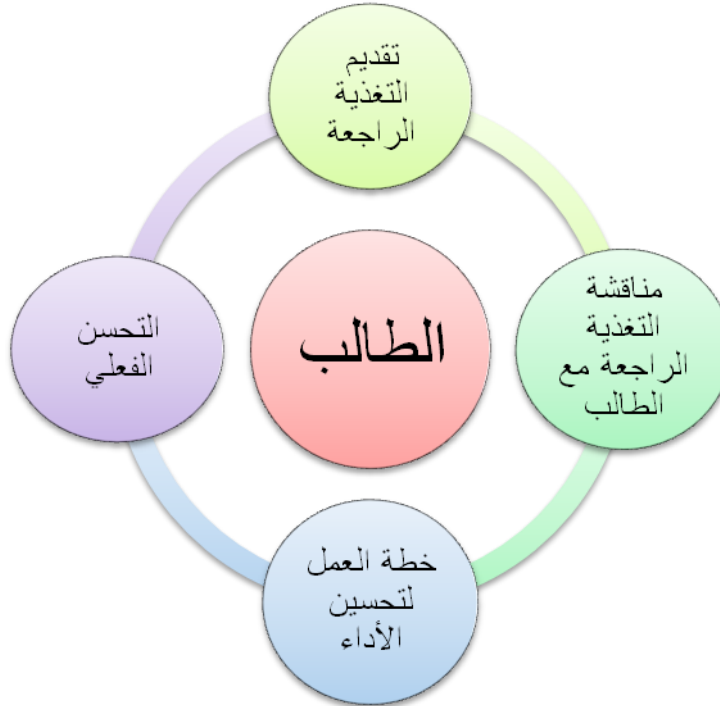 تقديم
التغذية
الراجعة
مناقشة
التغذية
الراجعة مع
الطالب
خطة العمل
لتحسين
الأداء
التحسن
الفعلي
الطالب